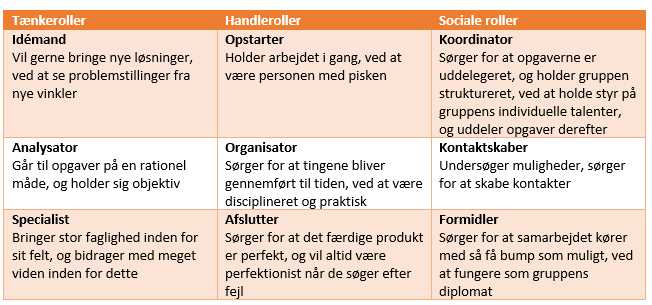 Tænkeroller
Handleroller
Sociale roller
Idémand
Vil gerne bringe nye løsninger,
ved at se problemstillinger fra
nye vinkler
Opstarter
Holder arbejdet i gang, ved at
være personen med pisken
Koordinator
Sørger for at opgaverne er
uddelegeret, og holder gruppen
struktureret, ved at holde styr på
gruppens individuelle talenter,
og uddeler opgaver derefter
Analysator
Går til opgaver på en rationel
måde, og holder sig objektiv
Organisator
Sørger for at tingene bliver
gennemført til tiden, ved at være
disciplineret og praktisk
Kontaktskaber
Undersøger muligheder, sørger
for at skabe kontakter
Specialist
Bringer stor faglighed inden for
sit felt, og bidrager med meget
viden inden for dette
Afslutter
Sørger for at det færdige produkt
er perfekt, og vil altid være
perfektionist når de søger efter
fejl
Formidler
Sørger for at samarbejdet kører
med så få bump som muligt, ved
at fungere som gruppens
diplomat